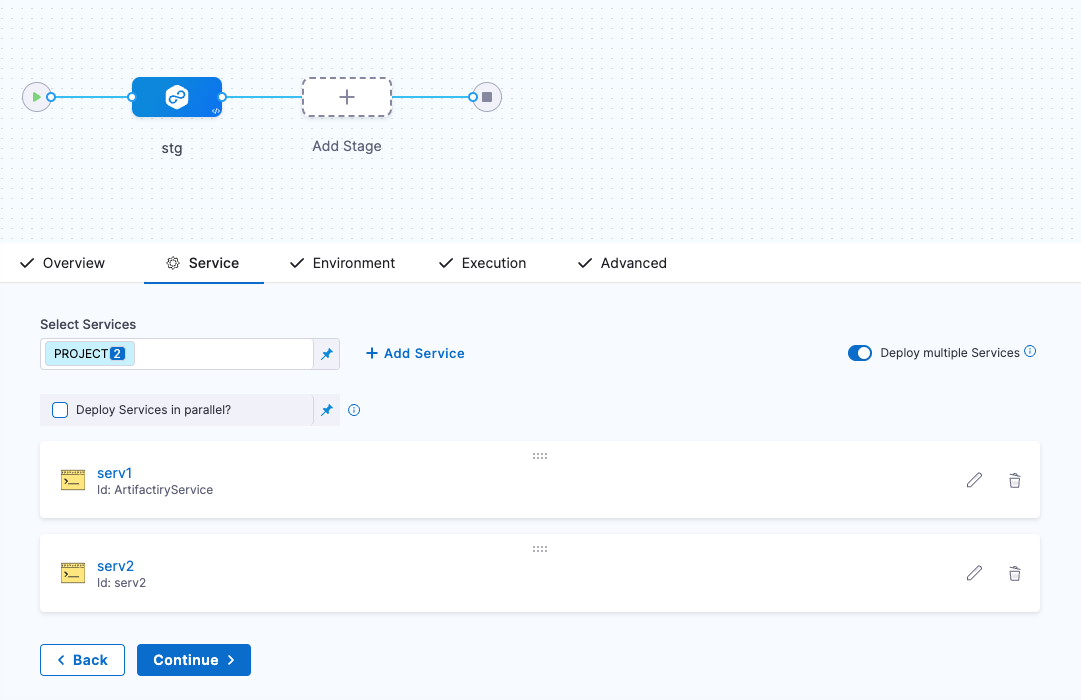 stg
Add Stage
Overview
Service
Environment
Execution
Advanced
Select Services
PROJECT 2
+ Add Service
Deploy multiple Services
Deploy Services in parallel?
serv1
Id: ArtifactiryService
serv2
Id: serv2
Back
Continue